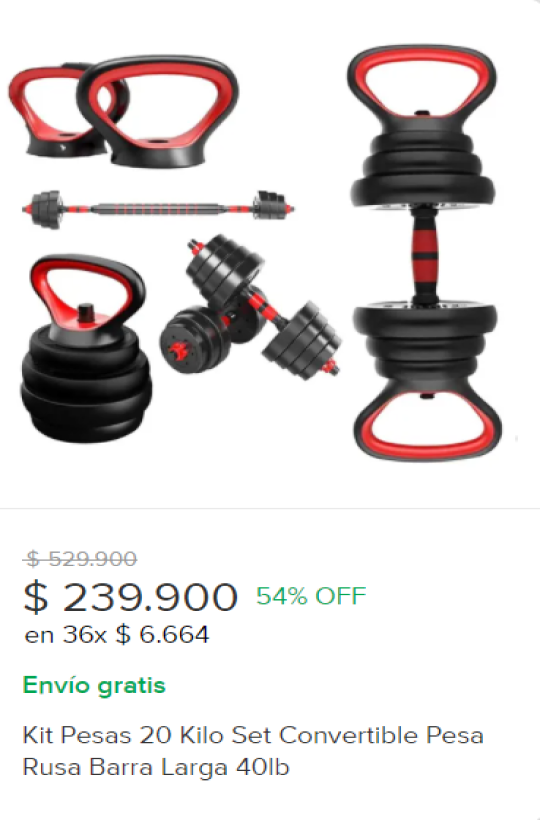 $ 529.900
$ 239.900 54% OFF
en 36x $ 6.664
Envío gratis
Kit Pesas 20 Kilo Set Convertible Pesa
Rusa Barra Larga 40lb